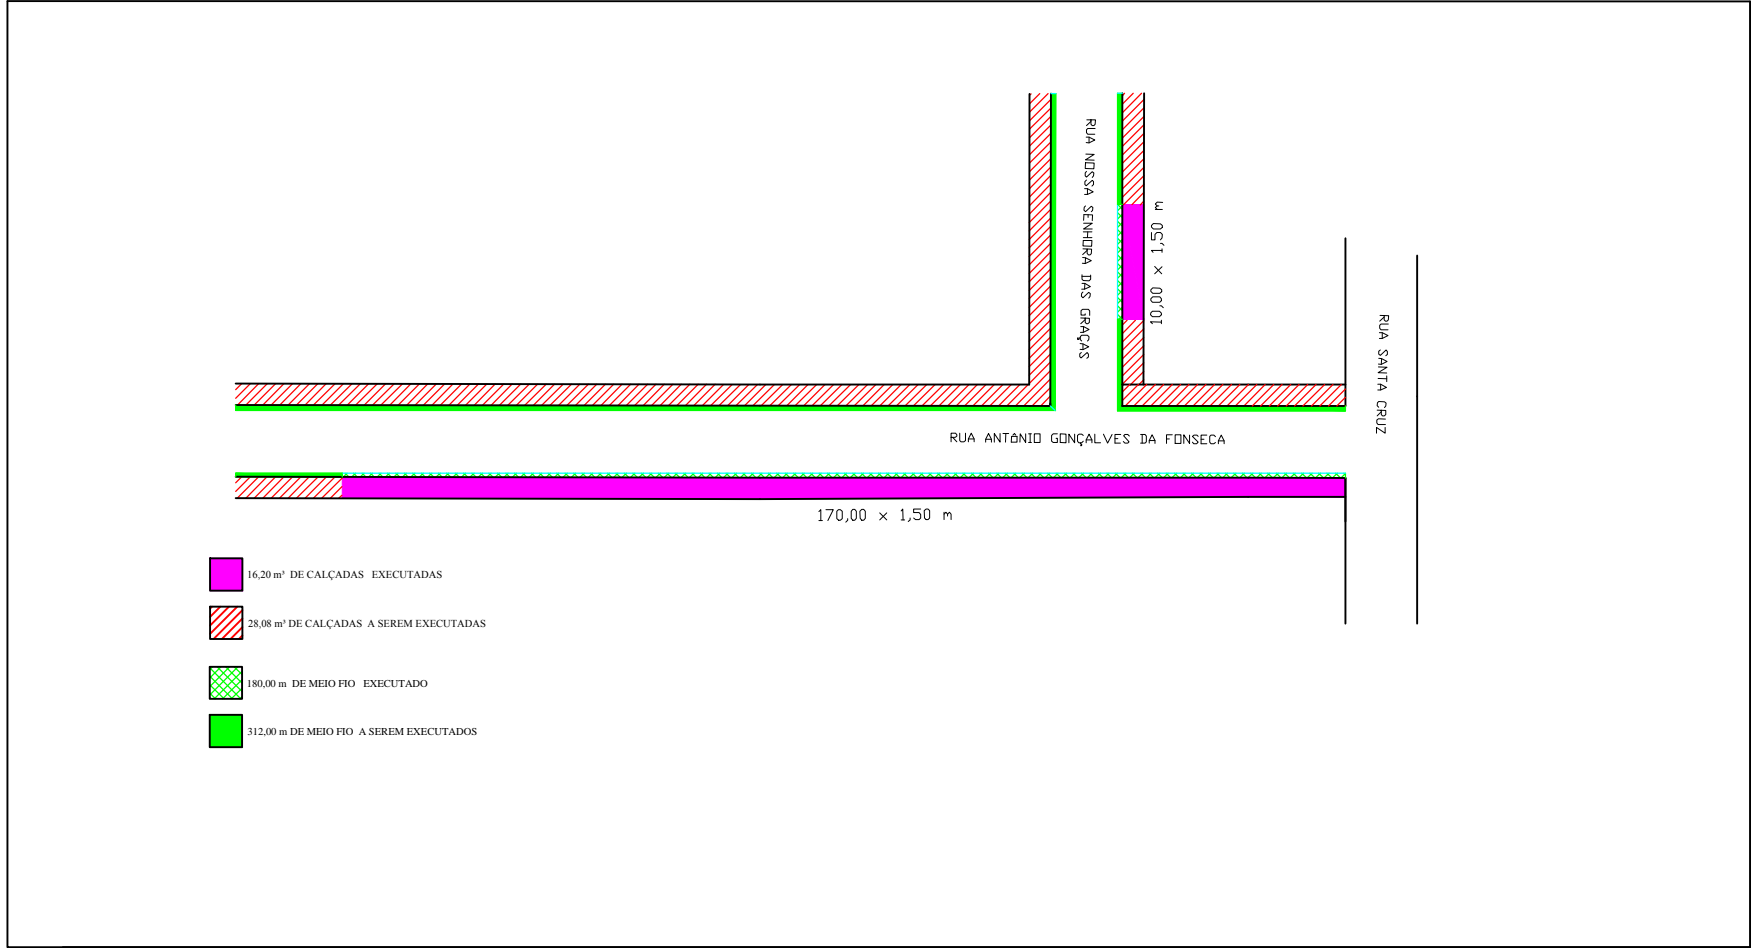 RUA NOSSA SENHORA DAS GRAÇAS
10,00 x 1,50 m
RUA SANTA CRUZ
RUA ANTÔNIO GONÇALVES DA FONSECA
170,00 x 1,50 m
16,20 m³ DE CALÇADAS EXECUTADAS
28,08 m³ DE CALÇADAS A SEREM EXECUTADAS
180,00 m DE MEIO FIO EXECUTADO
312,00 m DE MEIO FIO A SEREM EXECUTADOS